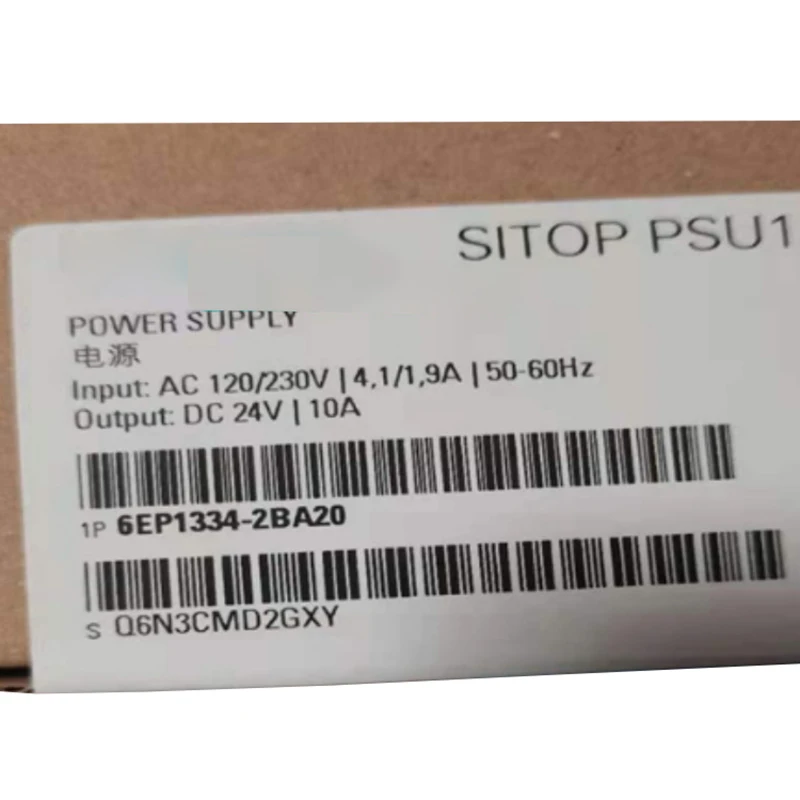 SITOP PSU1
POWER SUPPLY
电源
Input: AC 120/230V | 4,1/1,9A | 50-60Hz
Output: DC 24V | 10A
1P 6EP1334-2BA20
S Q6N3CMD2GXY